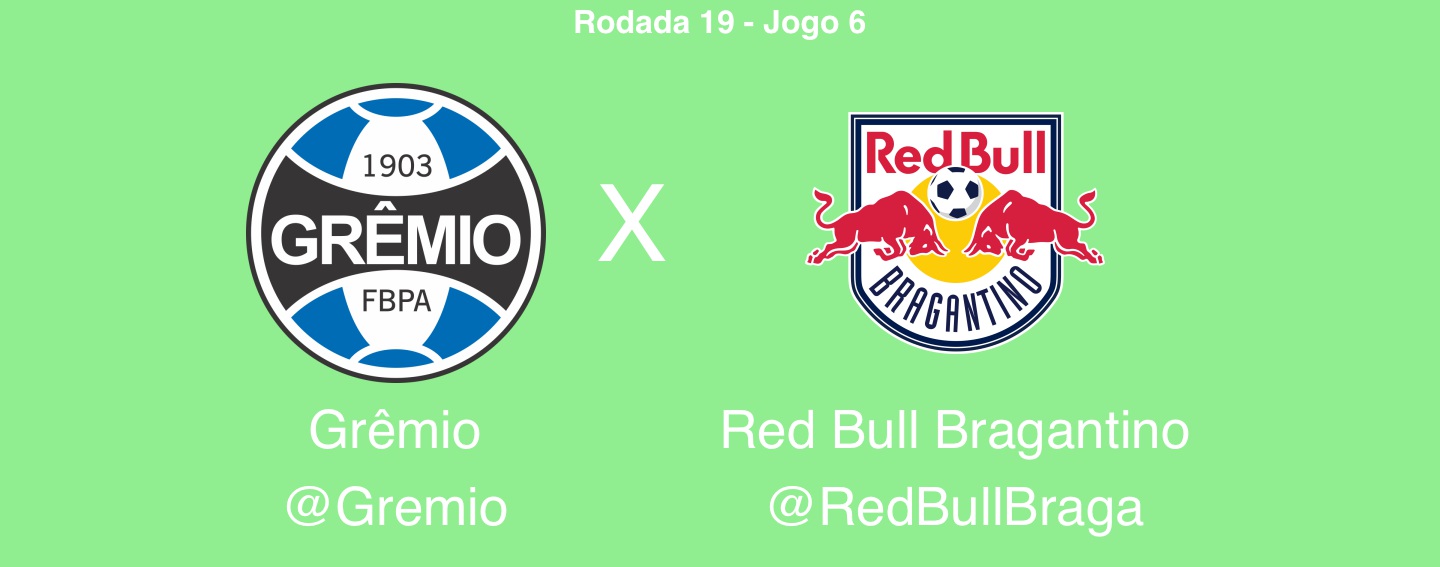 Rodada 19 - Jogo 6
1903
GRÊMIO
FBPA
X
Red Bull
BRAGANTINO
Grêmio
Red Bull Bragantino
@Gremio
@RedBullBraga